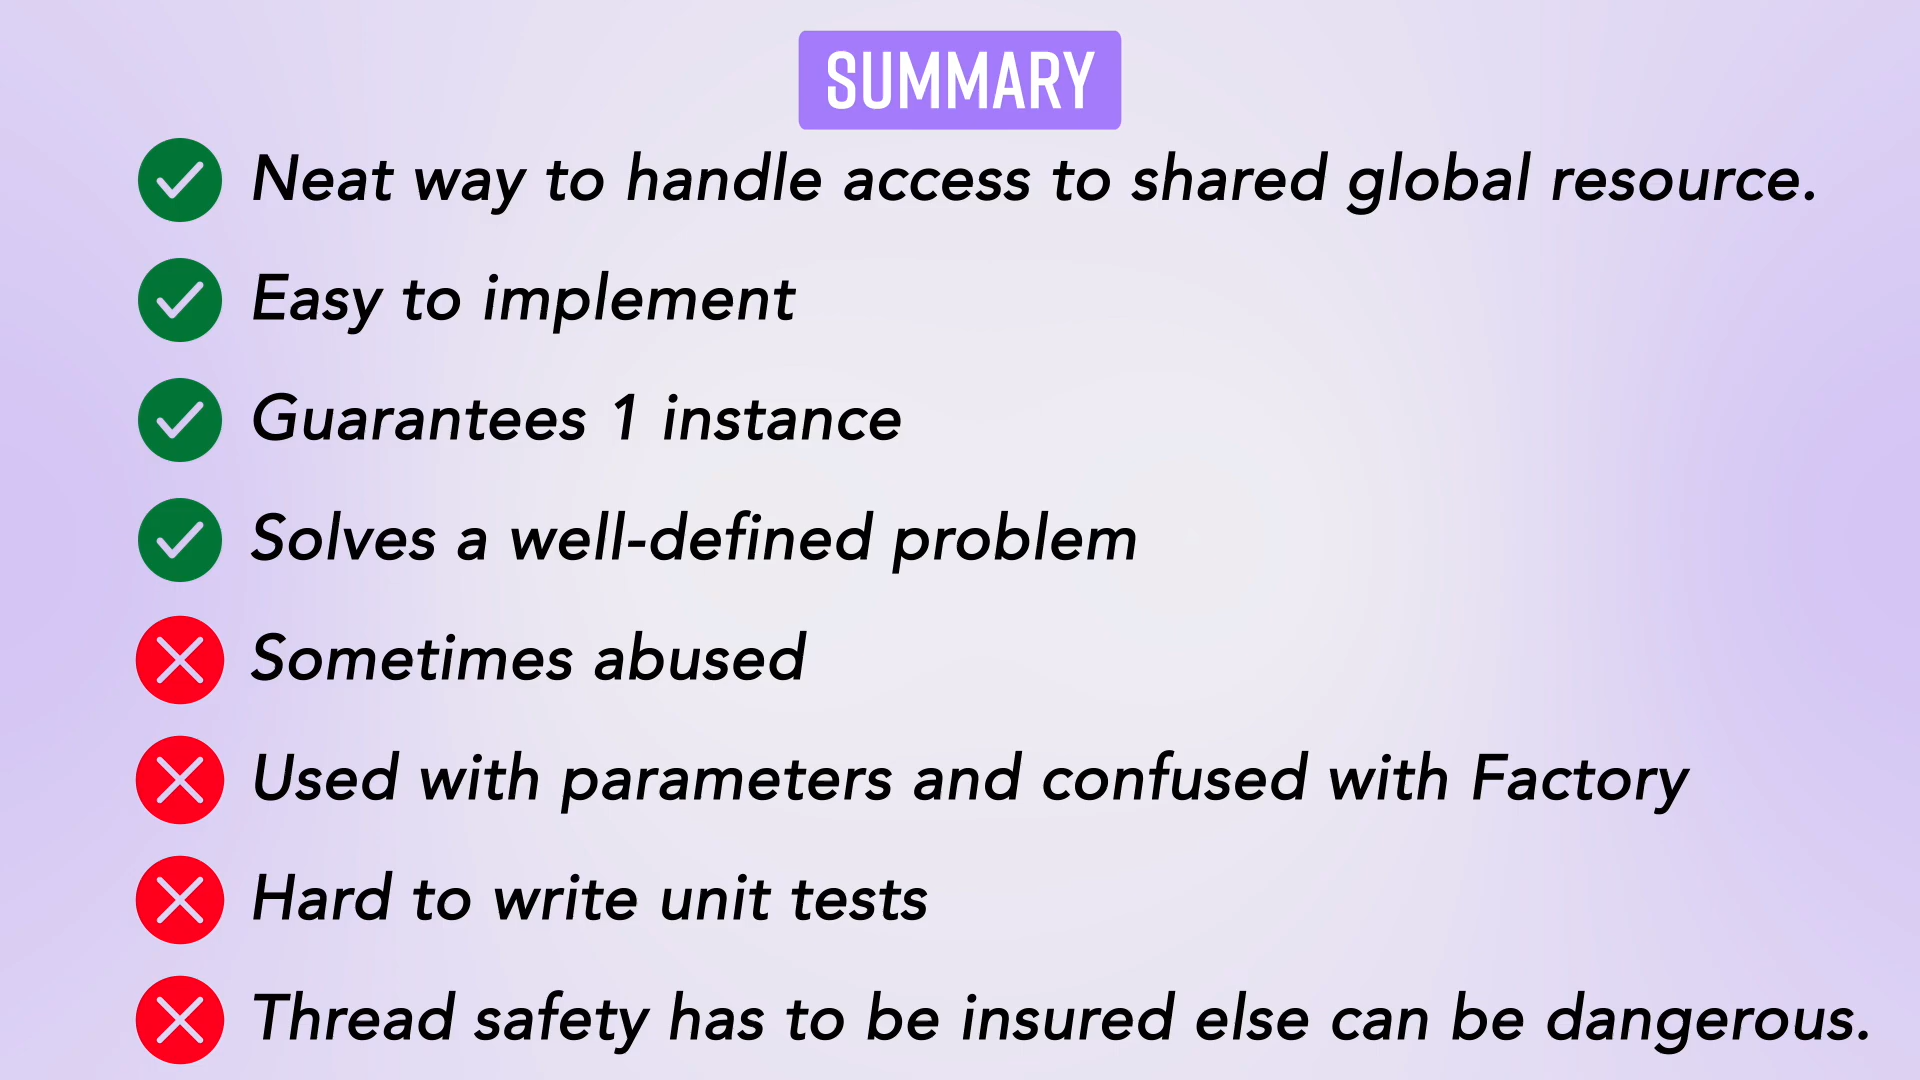 SUMMARY
Neat way to handle access to shared global resource.
Easy to implement
Guarantees 1 instance
Solves a well-defined problem
Sometimes abused
Used with parameters and confused with Factory
Hard to write unit tests
Thread safety has to be insured else can be dangerous.